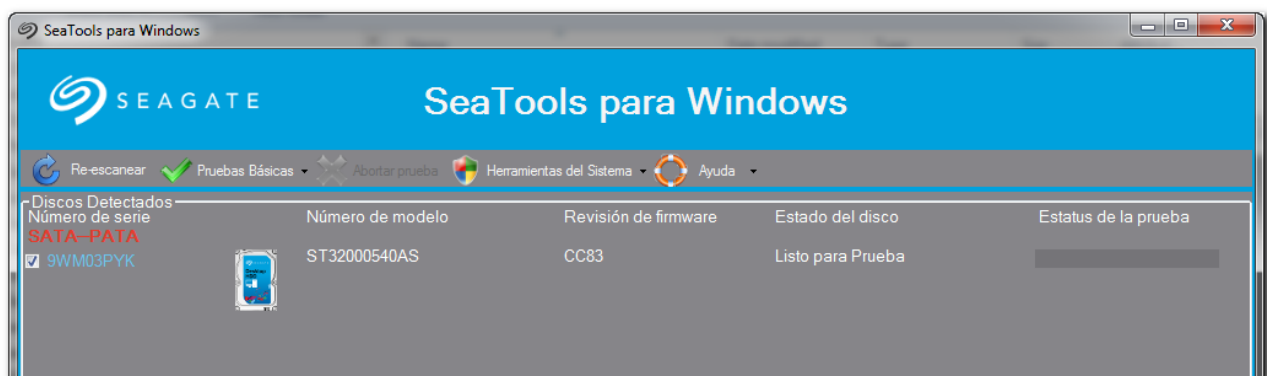 SeaTools para Windows
SEAGATE
SeaTools para Windows
Re-escanear Pruebas Básicas Abortar prueba Herramientas del Sistema Ayuda
Discos Detectados
Número de serie Número de modelo Revisión de firmware Estado del disco Estatus de la prueba
SATA—PATA
9WM03PYK ST32000540AS CC83 Listo para Prueba